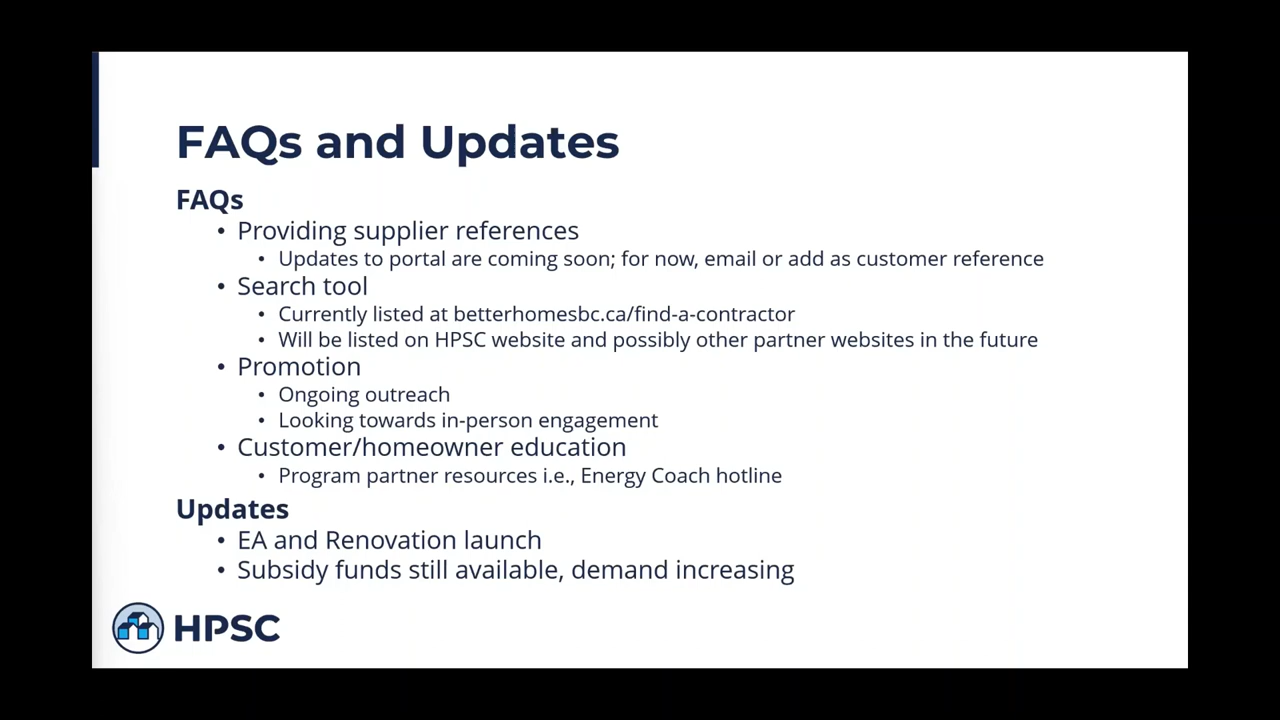 FAQs and Updates
FAQs
• Providing supplier references
• Updates to portal are coming soon; for now, email or add as customer reference
• Search tool
• Currently listed at betterhomesbc.ca/find-a-contractor
• Will be listed on HPSC website and possibly other partner websites in the future
• Promotion
• Ongoing outreach
• Looking towards in-person engagement
• Customer/homeowner education
• Program partner resources i.e., Energy Coach hotline
Updates
• EA and Renovation launch
• Subsidy funds still available, demand increasing
HPSC